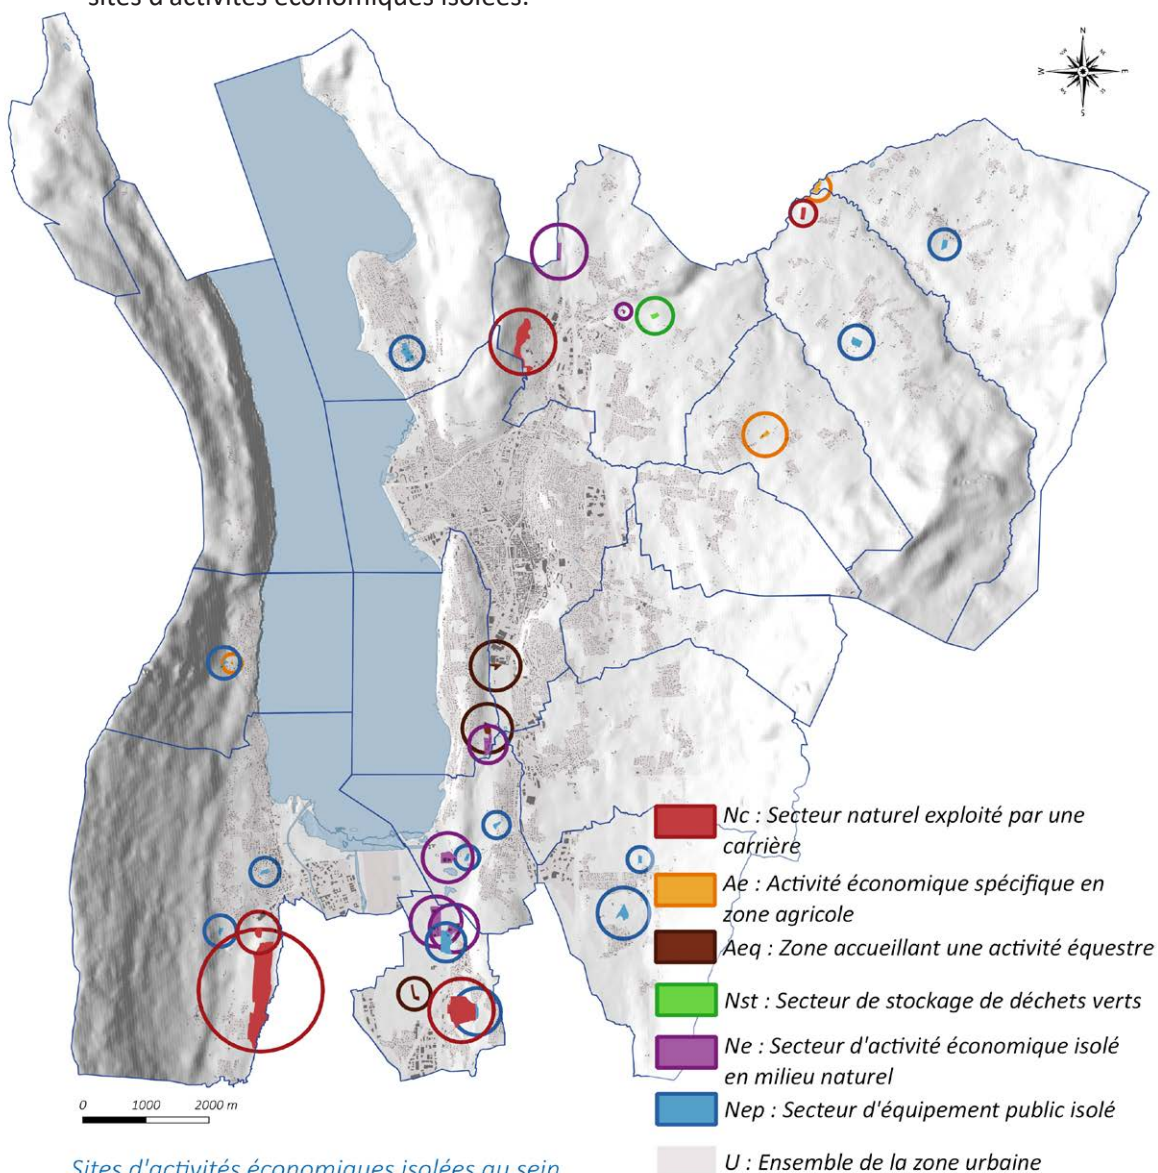 sites d'activités économiques isolées.
N
W
E
S
Nc : Secteur naturel exploité par une
carrière
Ae : Activité économique spécifique en
zone agricole
Aeq : Zone accueillant une activité équestre
Nst : Secteur de stockage de déchets verts
Ne : Secteur d'activité économique isolé
en milieu naturel
Nep : Secteur d'équipement public isolé
U : Ensemble de la zone urbaine
0 1000 2000 m
Sites d'activités économiques isolées au sein